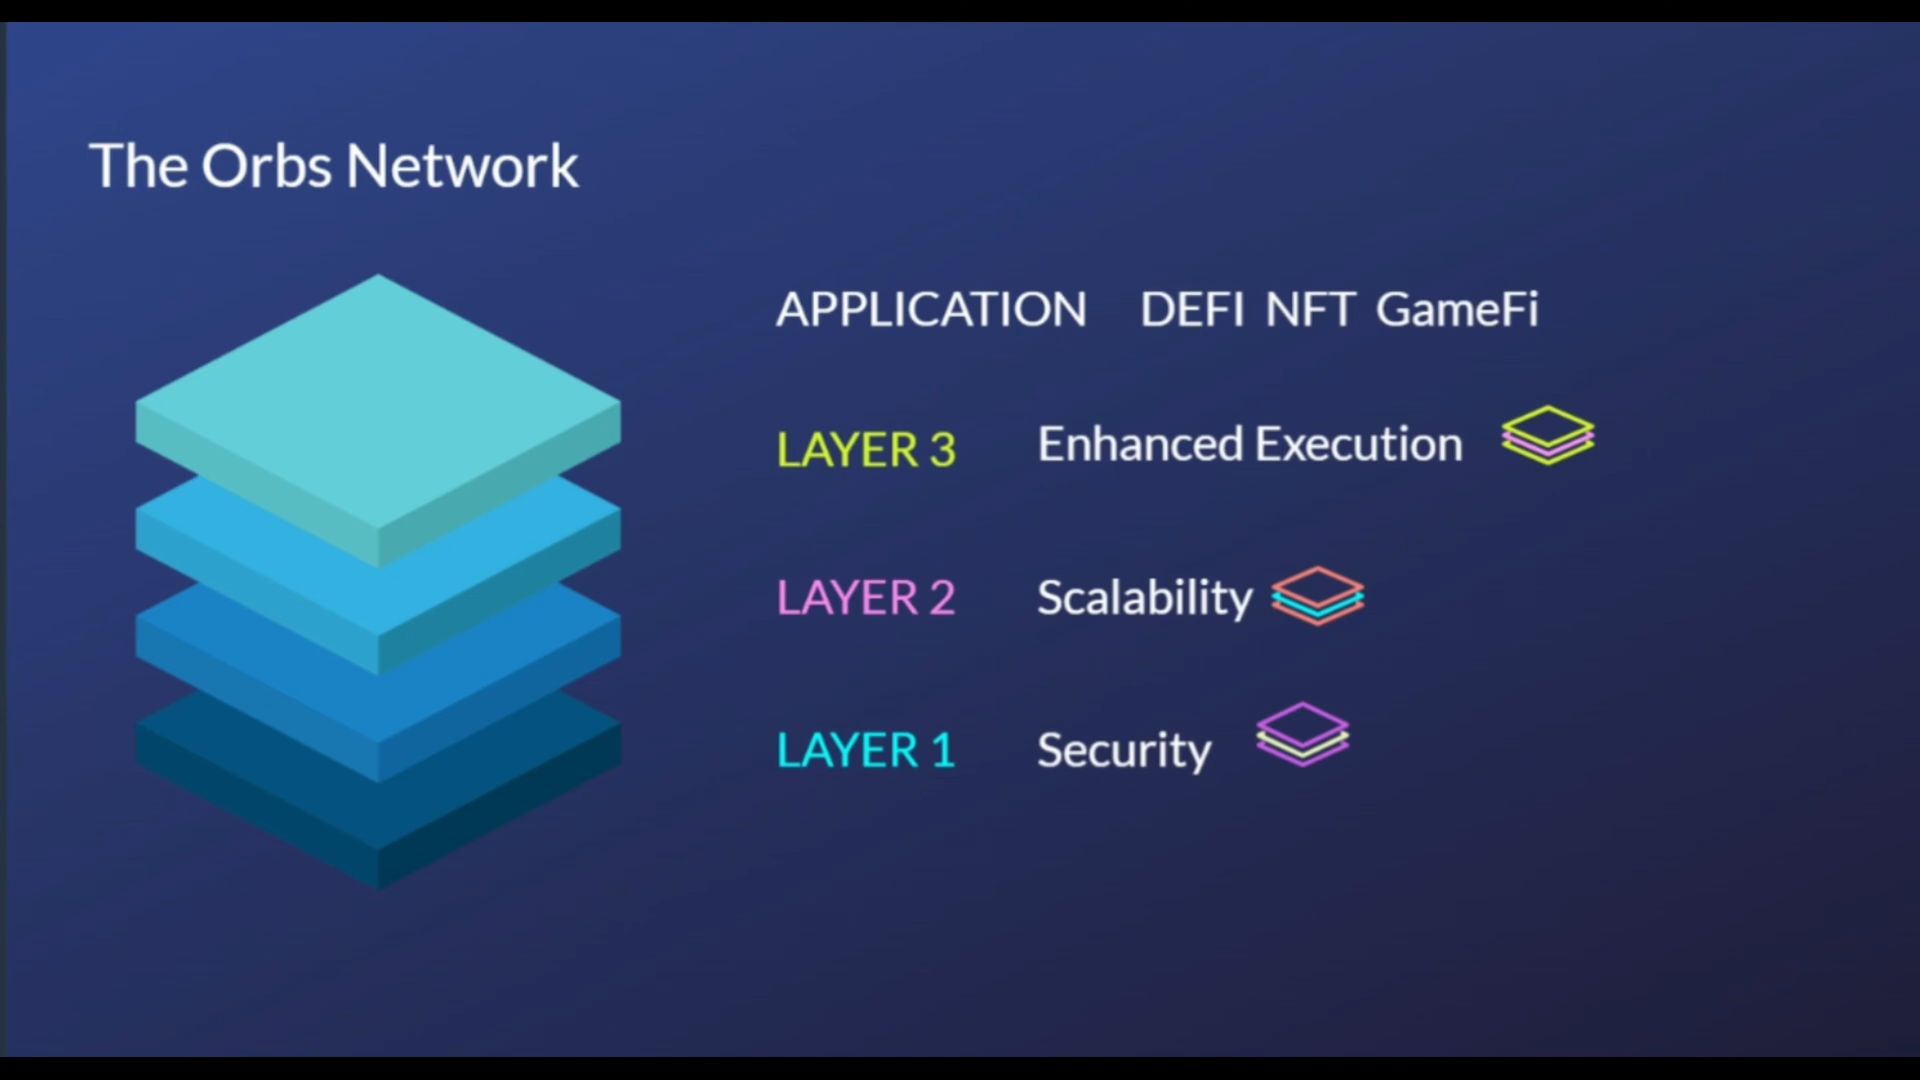 The Orbs Network
APPLICATION DEFI NFT GameFi
LAYER 3 Enhanced Execution
LAYER 2 Scalability
LAYER 1 Security